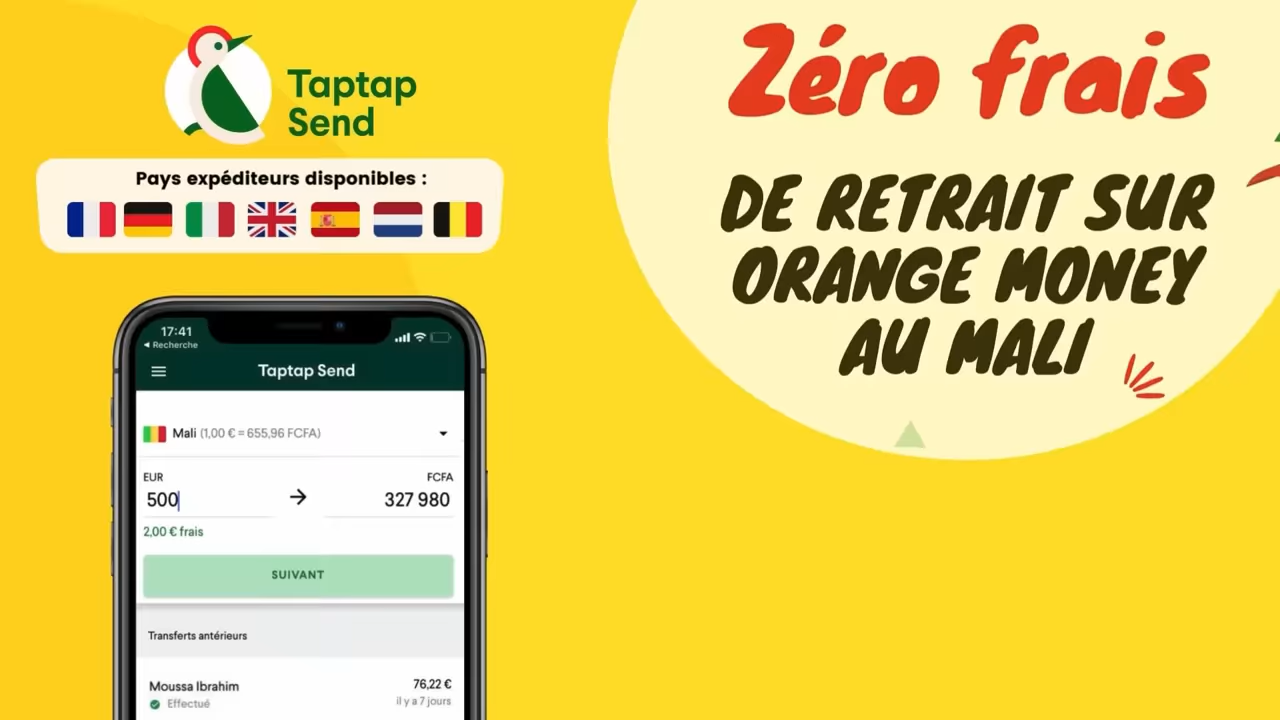 Taptap
Send
Pays expéditeurs disponibles :
Zéro frais
DE RETRAIT SUR
ORANGE MONEY
AU MALI
17:41
◀ Recherche
Taptap Send
Mali (1,00 € = 655,96 FCFA)
EUR FCFA
500 → 327 980
2,00 € frais
SUIVANT
Transferts antérieurs
Moussa Ibrahim 76,22 €
Effectué il y a 7 jours